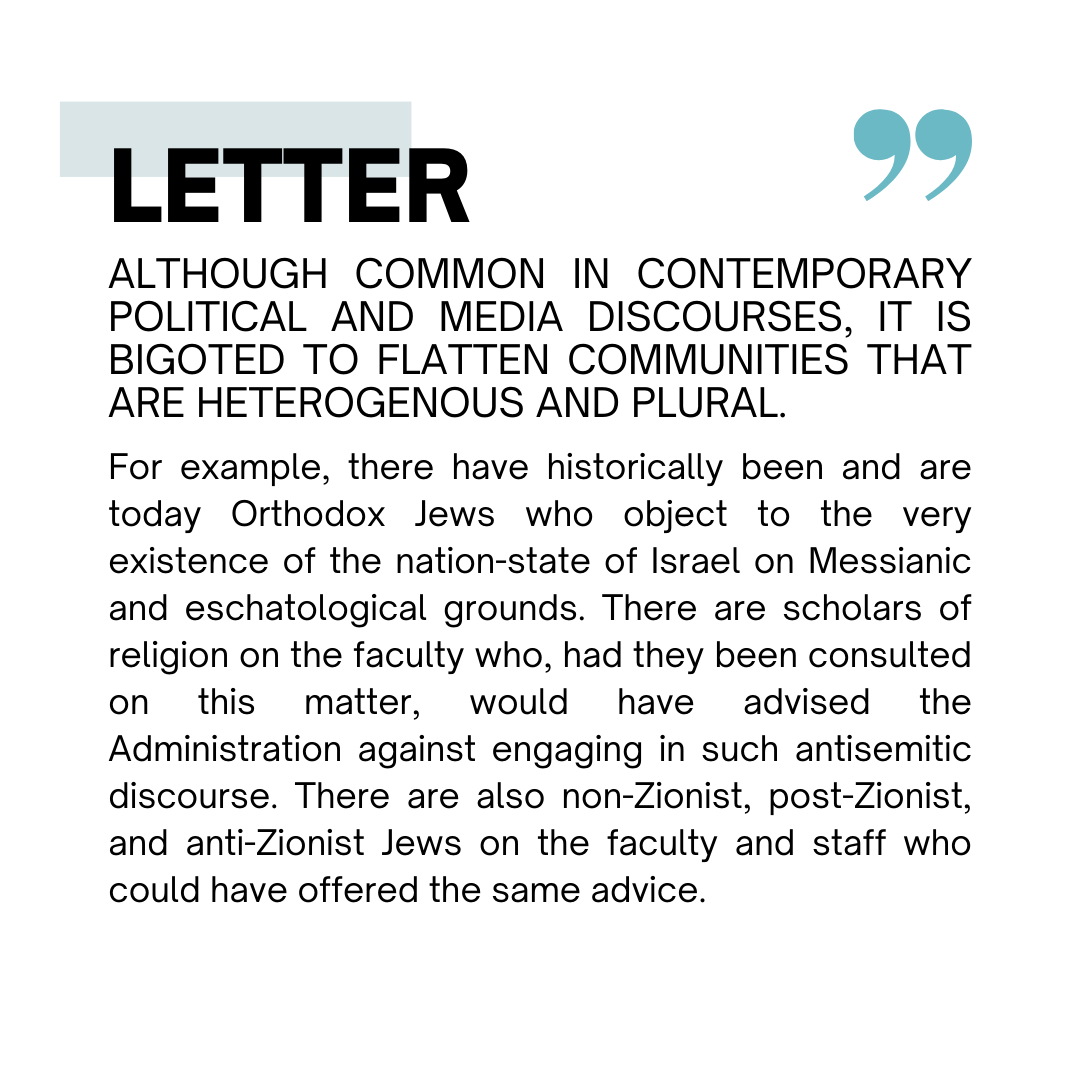 LETTER
”
ALTHOUGH COMMON IN CONTEMPORARY
POLITICAL AND MEDIA DISCOURSES, IT IS
BIGOTED TO FLATTEN COMMUNITIES THAT
ARE HETEROGENOUS AND PLURAL.
For example, there have historically been and are
today Orthodox Jews who object to the very
existence of the nation-state of Israel on Messianic
and eschatological grounds. There are scholars of
religion on the faculty who, had they been consulted
on this matter, would have advised the
Administration against engaging in such antisemitic
discourse. There are also non-Zionist, post-Zionist,
and anti-Zionist Jews on the faculty and staff who
could have offered the same advice.